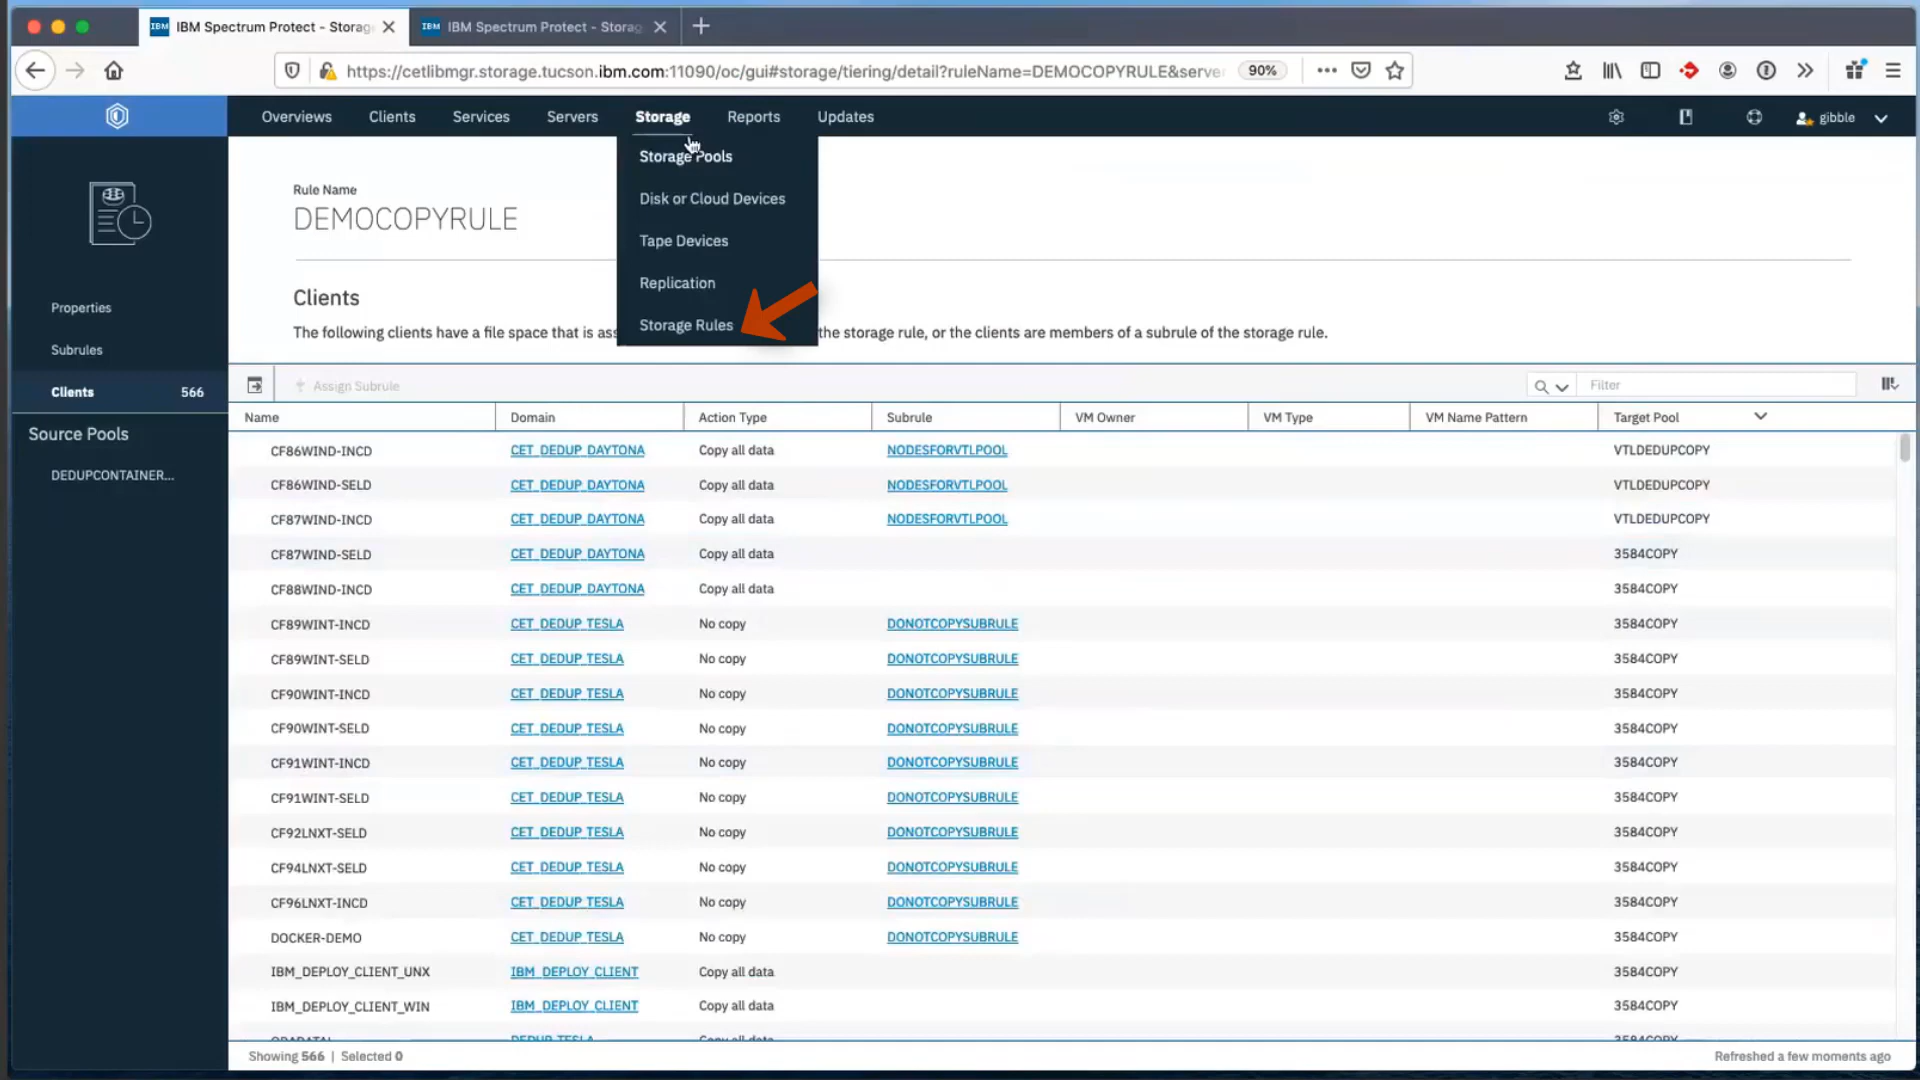 IBM IBM Spectrum Protect - Storag
IBM IBM Spectrum Protect - Storag
https://cetlibmgr.storage.tucson.ibm.com:11090/oc/gui#storage/tiering/detail?ruleName=DEMOCOPYRULE&server
90%
Overviews Clients Services Servers Storage Reports Updates
gibble
Storage Pools
Disk or Cloud Devices
Tape Devices
Replication
Storage Rules
Rule Name
DEMOCOPYRULE
Properties
Subrules
Clients 566
Source Pools
DEDUPCONTAINER...
Clients
The following clients have a file space that is ass the storage rule, or the clients are members of a subrule of the storage rule.
Assign Subrule
Filter
Name Domain Action Type Subrule VM Owner VM Type VM Name Pattern Target Pool
CF86WIND-INCD CET_DEDUP_DAYTONA Copy all data NODESFORVTLPOOL VTLDEDUPCOPY
CF86WIND-SELD CET_DEDUP_DAYTONA Copy all data NODESFORVTLPOOL VTLDEDUPCOPY
CF87WIND-INCD CET_DEDUP_DAYTONA Copy all data NODESFORVTLPOOL VTLDEDUPCOPY
CF87WIND-SELD CET_DEDUP_DAYTONA Copy all data 3584COPY
CF88WIND-INCD CET_DEDUP_DAYTONA Copy all data 3584COPY
CF89WINT-INCD CET_DEDUP_TESLA No copy DONOTCOPYSUBRULE 3584COPY
CF89WINT-SELD CET_DEDUP_TESLA No copy DONOTCOPYSUBRULE 3584COPY
CF90WINT-INCD CET_DEDUP_TESLA No copy DONOTCOPYSUBRULE 3584COPY
CF90WINT-SELD CET_DEDUP_TESLA No copy DONOTCOPYSUBRULE 3584COPY
CF91WINT-INCD CET_DEDUP_TESLA No copy DONOTCOPYSUBRULE 3584COPY
CF91WINT-SELD CET_DEDUP_TESLA No copy DONOTCOPYSUBRULE 3584COPY
CF92LNXT-SELD CET_DEDUP_TESLA No copy DONOTCOPYSUBRULE 3584COPY
CF94LNXT-SELD CET_DEDUP_TESLA No copy DONOTCOPYSUBRULE 3584COPY
CF96LNXT-INCD CET_DEDUP_TESLA No copy DONOTCOPYSUBRULE 3584COPY
DOCKER-DEMO CET_DEDUP_TESLA No copy DONOTCOPYSUBRULE 3584COPY
IBM_DEPLOY_CLIENT_UNX IBM_DEPLOY_CLIENT Copy all data 3584COPY
IBM_DEPLOY_CLIENT_WIN IBM_DEPLOY_CLIENT Copy all data 3584COPY
DEDUP_TESLA Copy all data 3584COPY
Showing 566 | Selected 0
Refreshed a few moments ago